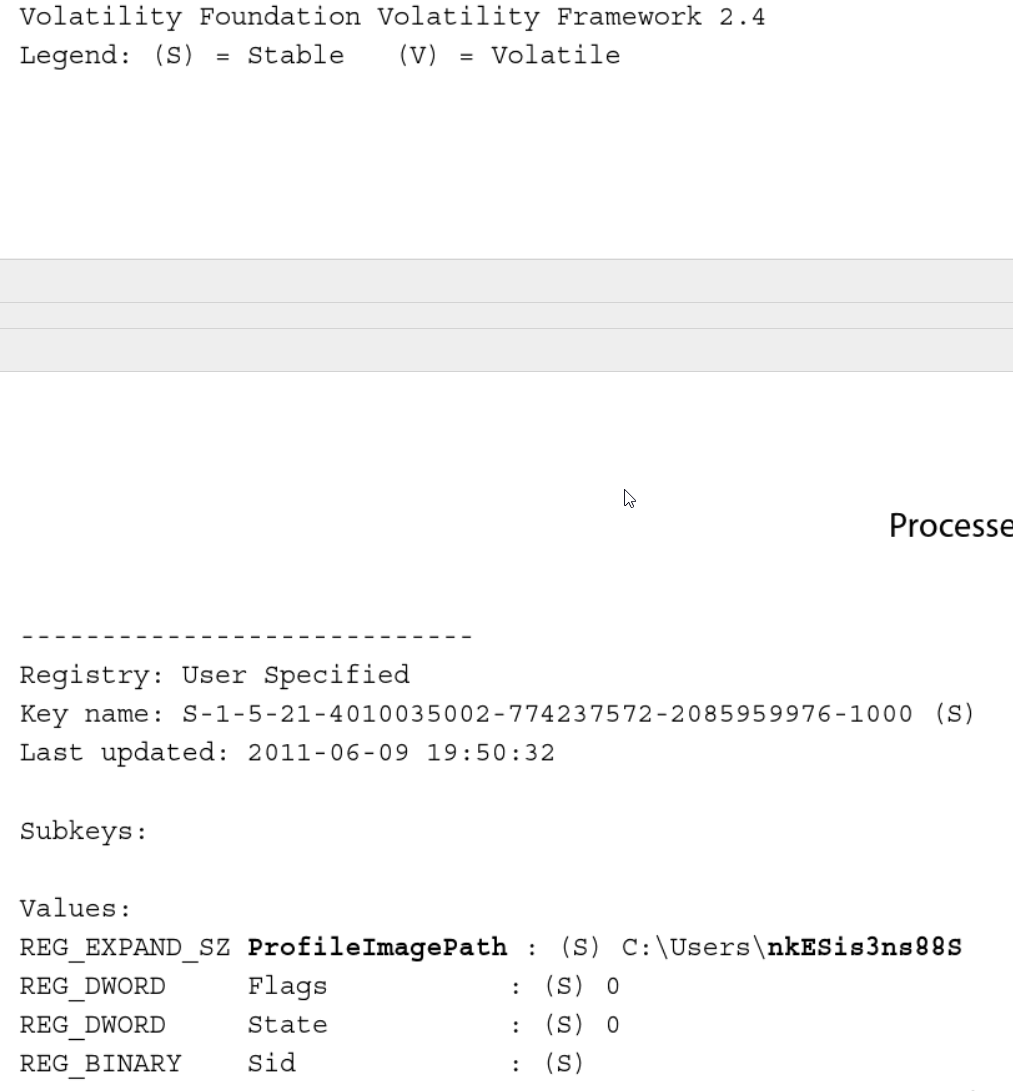 Volatility Foundation Volatility Framework 2.4
Legend: (S) = Stable   (V) = Volatile
Processe
----------------------------
Registry: User Specified
Key name: S-1-5-21-4010035002-774237572-2085959976-1000 (S)
Last updated: 2011-06-09 19:50:32
Subkeys:
Values:
REG_EXPAND_SZ ProfileImagePath : (S) C:\Users\nkESis3ns88S
REG_DWORD     Flags            : (S) 0
REG_DWORD     State            : (S) 0
REG_BINARY    Sid              : (S)